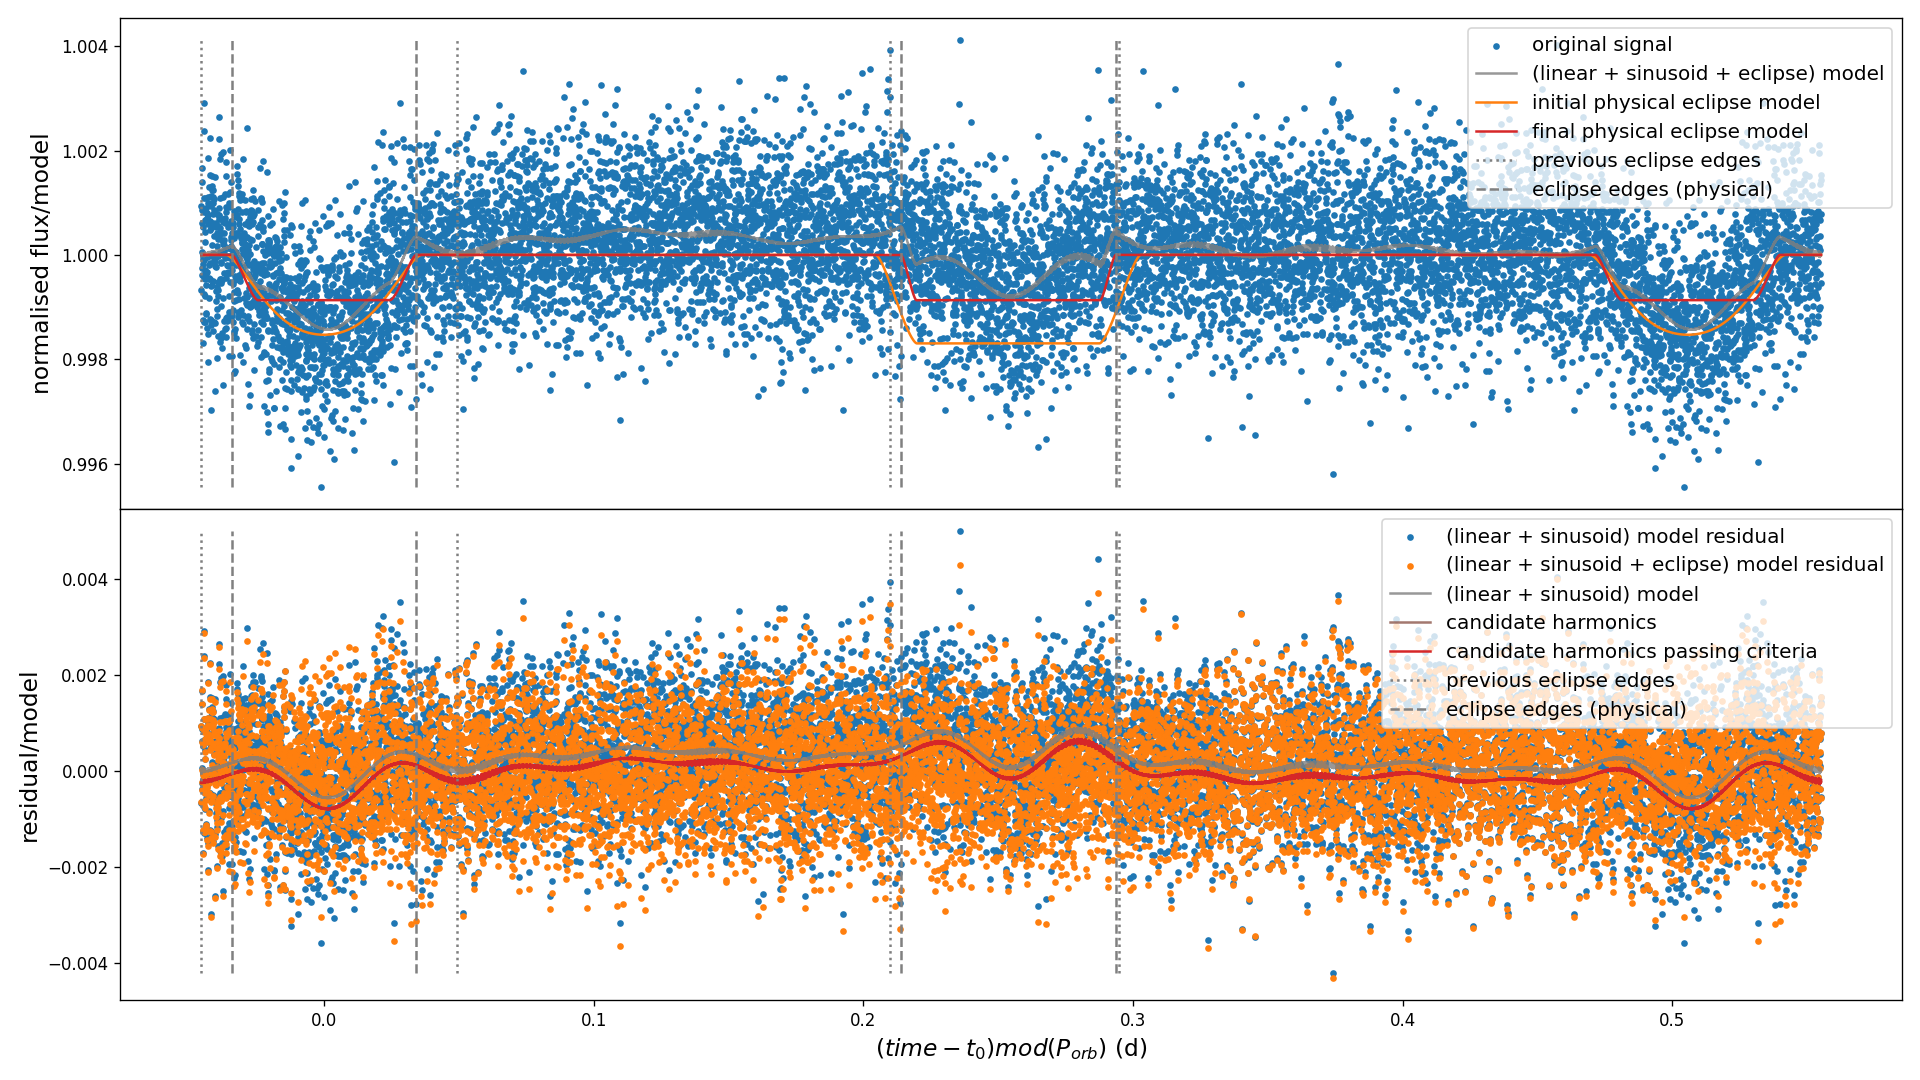 normalised flux/model
1.004
1.002
1.000
0.998
0.996
original signal
(linear + sinusoid + eclipse) model
initial physical eclipse model
final physical eclipse model
previous eclipse edges
eclipse edges (physical)
residual/model
0.004
0.002
0.000
−0.002
−0.004
(linear + sinusoid) model residual
(linear + sinusoid + eclipse) model residual
(linear + sinusoid) model
candidate harmonics
candidate harmonics passing criteria
previous eclipse edges
eclipse edges (physical)
0.0 0.1 0.2 0.3 0.4 0.5
(time − t₀)mod(Pₒᵣb) (d)